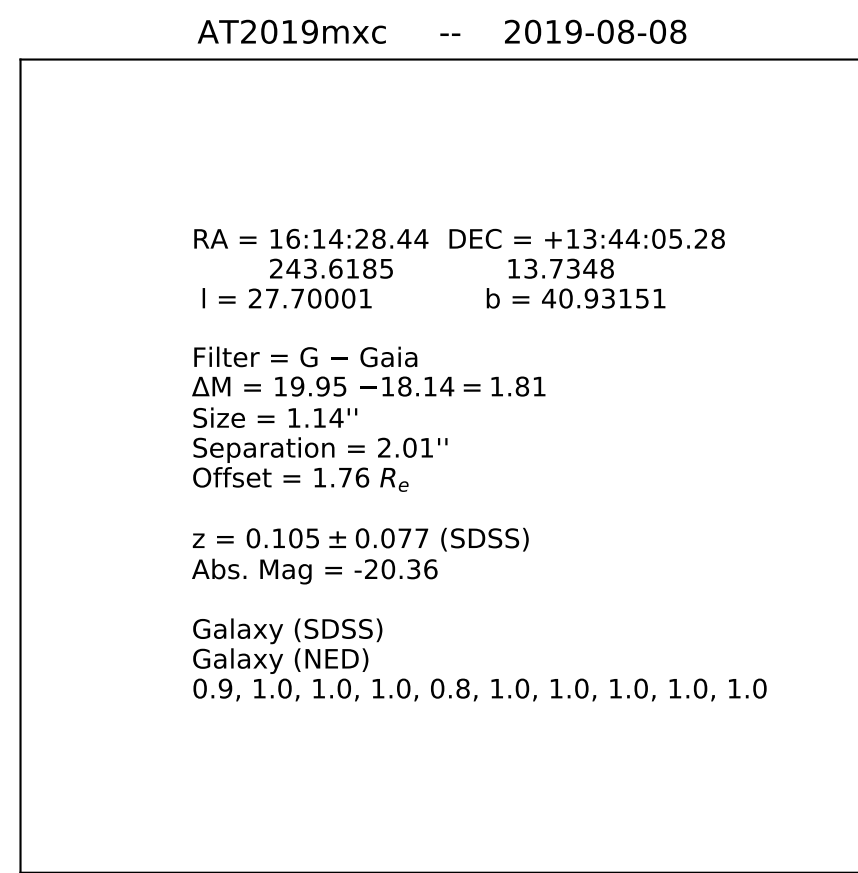 AT2019mxc -- 2019-08-08
RA = 16:14:28.44 DEC = +13:44:05.28
243.6185 13.7348
l = 27.70001 b = 40.93151
Filter = G − Gaia
ΔM = 19.95 −18.14 = 1.81
Size = 1.14''
Separation = 2.01''
Offset = 1.76 Rₑ
z = 0.105 ± 0.077 (SDSS)
Abs. Mag = -20.36
Galaxy (SDSS)
Galaxy (NED)
0.9, 1.0, 1.0, 1.0, 0.8, 1.0, 1.0, 1.0, 1.0, 1.0